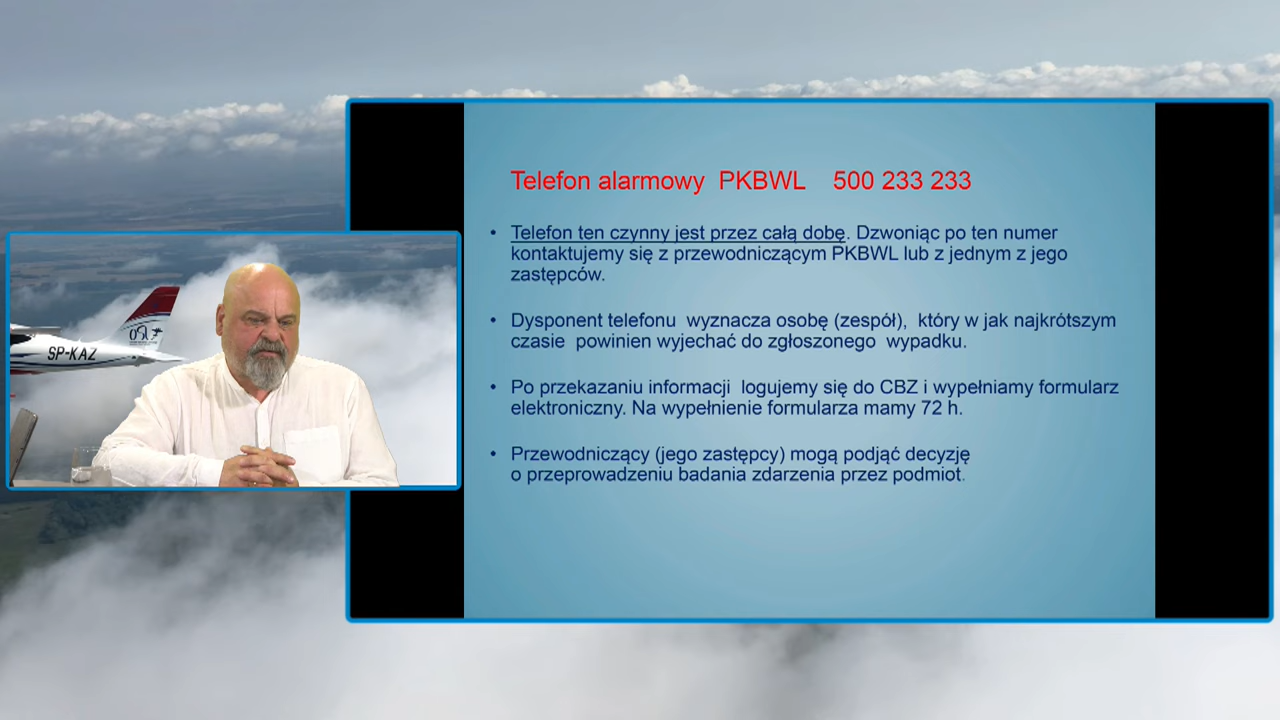 Telefon alarmowy PKBWL 500 233 233
• Telefon ten czynny jest przez całą dobę. Dzwoniąc po ten numer
kontaktujemy się z przewodniczącym PKBWL lub z jednym z jego
zastępców.
• Dysponent telefonu wyznacza osobę (zespół), który w jak najkrótszym
czasie powinien wyjechać do zgłoszonego wypadku.
• Po przekazaniu informacji logujemy się do CBZ i wypełniamy formularz
elektroniczny. Na wypełnienie formularza mamy 72 h.
• Przewodniczący (jego zastępcy) mogą podjąć decyzję
o przeprowadzeniu badania zdarzenia przez podmiot.
SP-KAZ